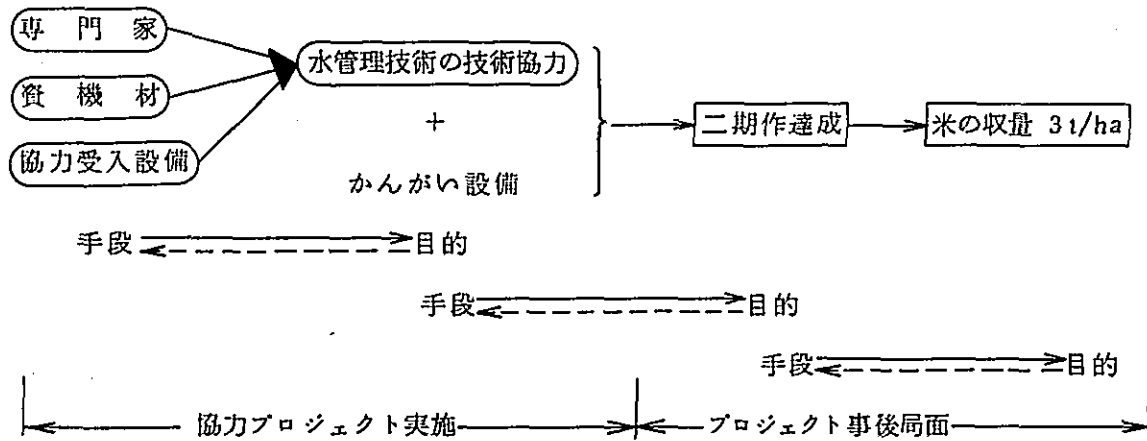 専門家
資機材
協力受入設備
水管理技術の技術協力
+
かんがい設備
二期作達成
米の収量 3t/ha
手段 目的
手段 目的
手段 目的
協力プロジェクト実施 プロジェクト事後局面